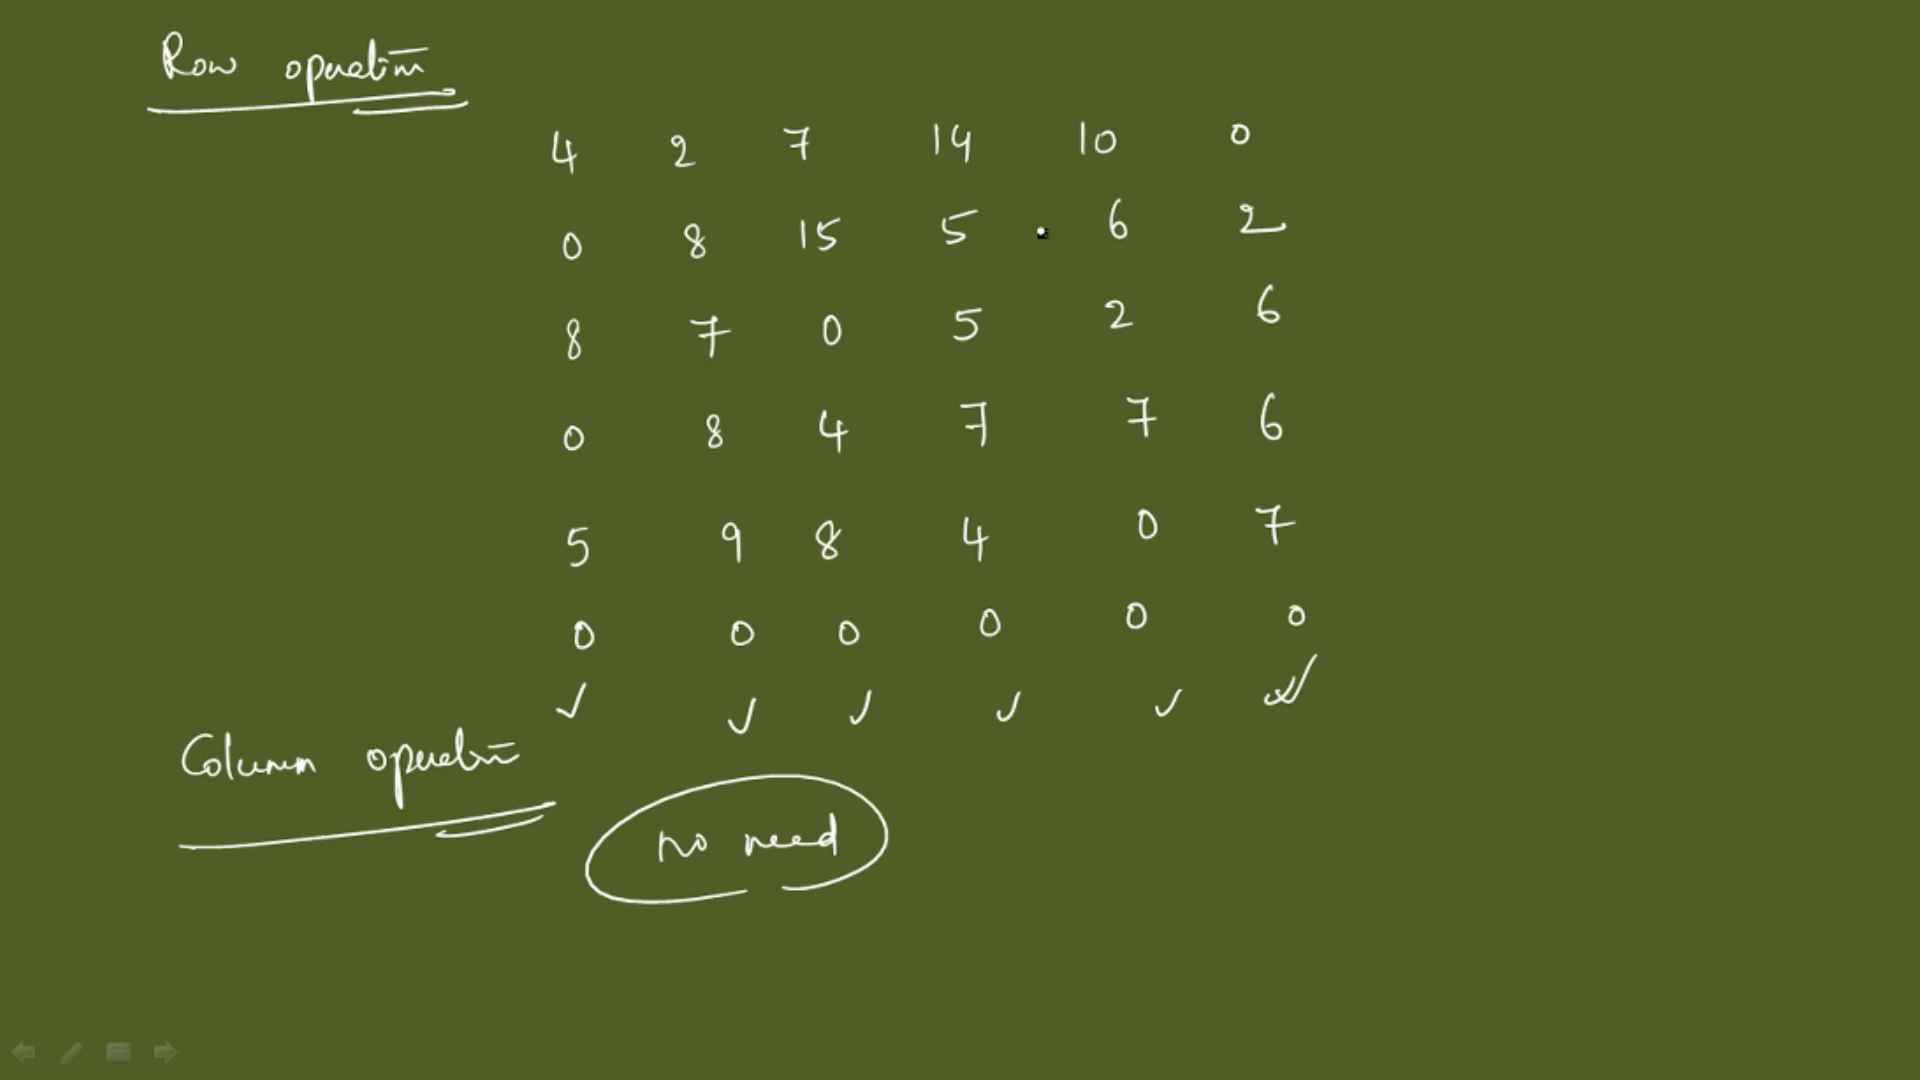 Row operation
4 2 7 14 10 0
0 8 15 5 6 2
8 7 0 5 2 6
0 8 4 7 7 6
5 9 8 4 0 7
0 0 0 0 0 0
✓ ✓ ✓ ✓ ✓ ✓
Column operation
no need